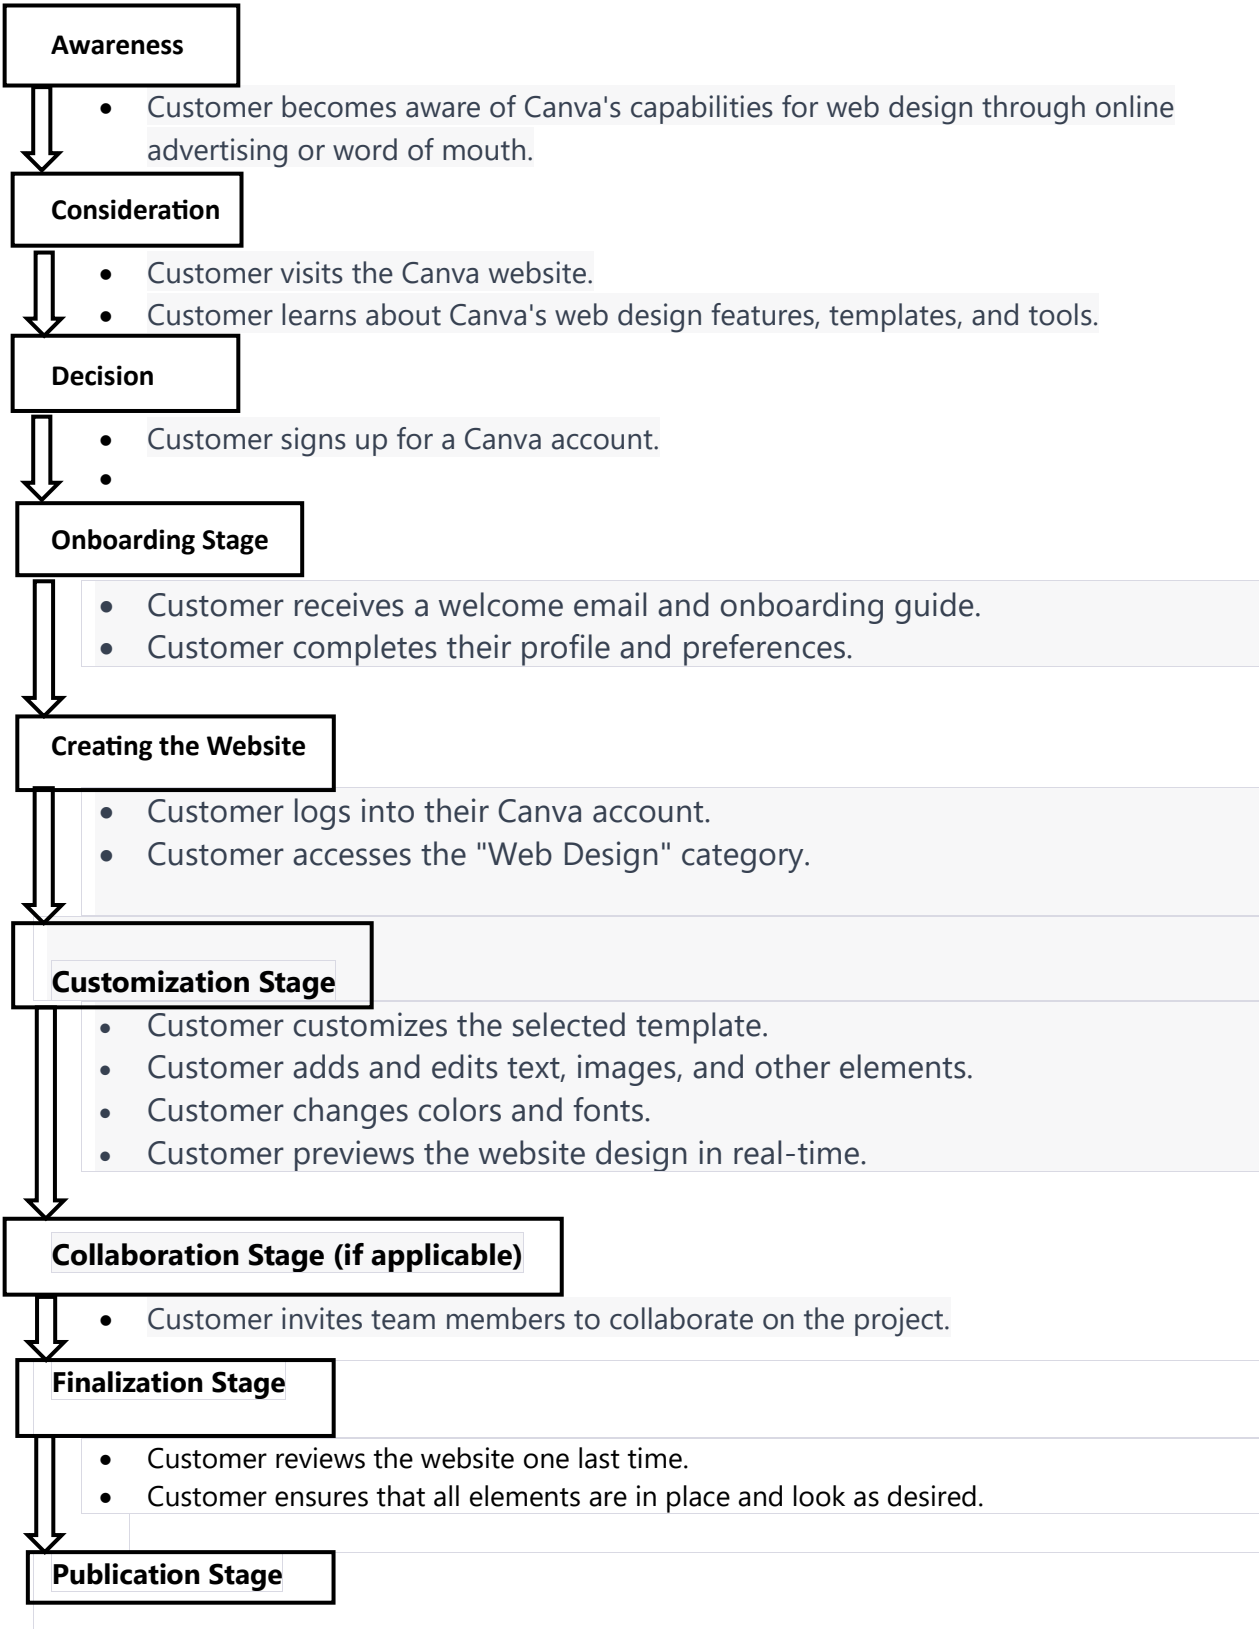 Awareness
• Customer becomes aware of Canva's capabilities for web design through online
advertising or word of mouth.
Consideration
• Customer visits the Canva website.
• Customer learns about Canva's web design features, templates, and tools.
Decision
• Customer signs up for a Canva account.
•
Onboarding Stage
• Customer receives a welcome email and onboarding guide.
• Customer completes their profile and preferences.
Creating the Website
• Customer logs into their Canva account.
• Customer accesses the "Web Design" category.
Customization Stage
• Customer customizes the selected template.
• Customer adds and edits text, images, and other elements.
• Customer changes colors and fonts.
• Customer previews the website design in real-time.
Collaboration Stage (if applicable)
• Customer invites team members to collaborate on the project.
Finalization Stage
• Customer reviews the website one last time.
• Customer ensures that all elements are in place and look as desired.
Publication Stage